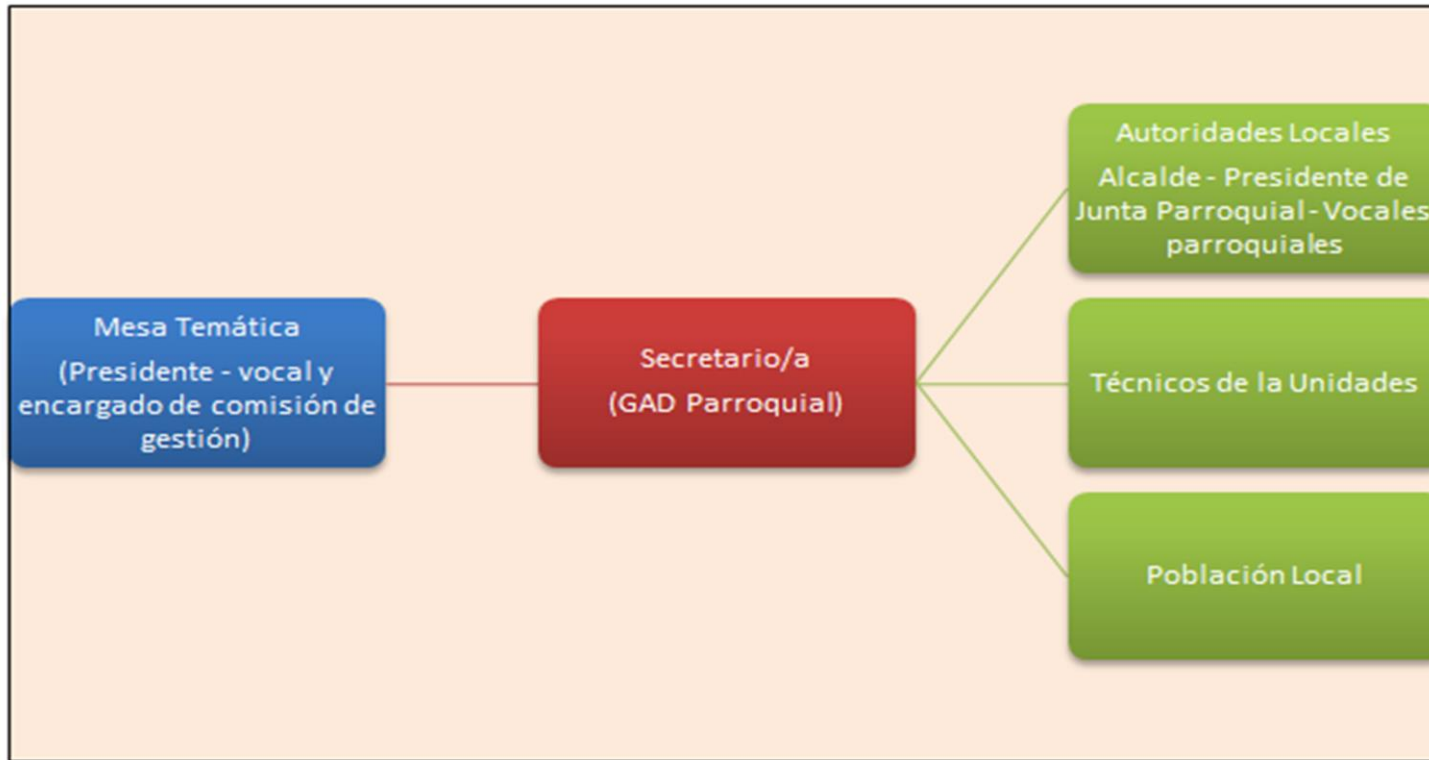 Mesa Temática
(Presidente - vocal y
encargado de comisión de
gestión)
Secretario/a
(GAD Parroquial)
Autoridades Locales
Alcalde - Presidente de
Junta Parroquial - Vocales
parroquiales
Técnicos de la Unidades
Población Local